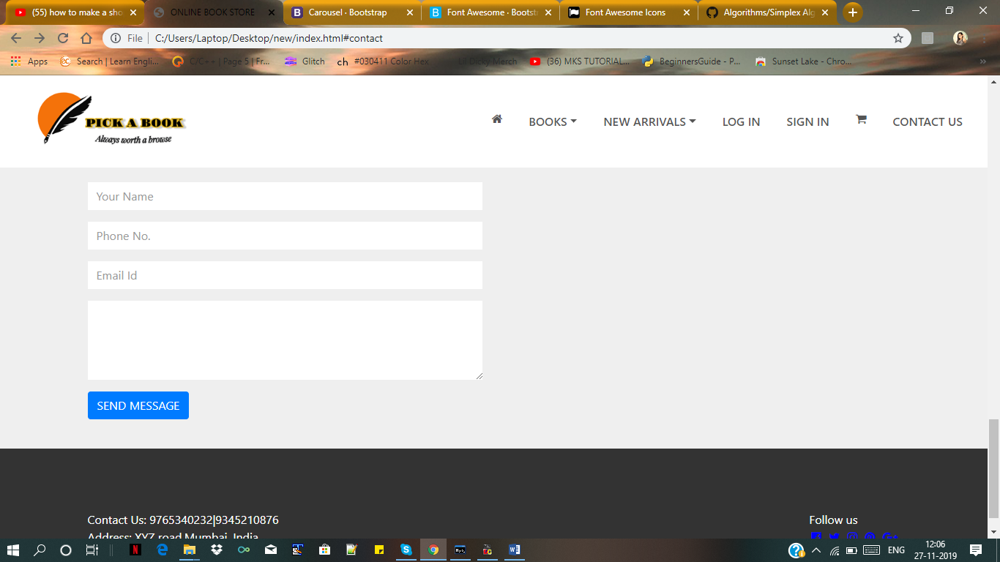 (55) how to make a sho
ONLINE BOOK STORE
Carousel · Bootstrap
Font Awesome · Bootst
Font Awesome Icons
Algorithms/Simplex Alg
File
C:/Users/Laptop/Desktop/new/index.html#contact
Apps
Search | Learn Engli...
C/C++ | Page 5 | Fr...
Glitch
ch #030411 Color Hex
Lil Dicky Merch
(36) MKS TUTORIAL...
BeginnersGuide - P...
Sunset Lake - Chro...
»
PICK A BOOK
Always worth a browse
BOOKS
NEW ARRIVALS
LOG IN
SIGN IN
CONTACT US
Your Name
Phone No.
Email Id
SEND MESSAGE
Contact Us: 9765340232|9345210876
Follow us
Address: XYZ road Mumbai, India
ENG
12:06
27-11-2019